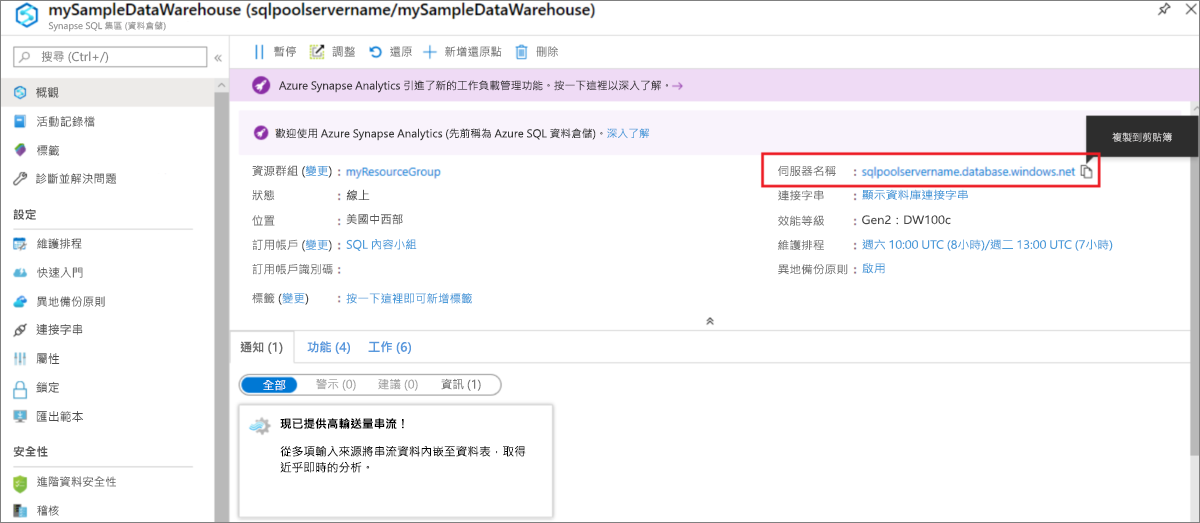 mySampleDataWarehouse (sqlpoolservername/mySampleDataWarehouse)
Synapse SQL 集區 (資料倉儲)
搜尋 (Ctrl+/)
概觀
活動記錄檔
標籤
診斷並解決問題
設定
維護排程
快速入門
異地備份原則
連接字串
屬性
鎖定
匯出範本
安全性
進階資料安全性
稽核
暫停 調整 還原 新增還原點 刪除
Azure Synapse Analytics 引進了新的工作負載管理功能。按一下這裡以深入了解。→
歡迎使用 Azure Synapse Analytics (先前稱為 Azure SQL 資料倉儲)。深入了解
複製到剪貼簿
資源群組 (變更) : myResourceGroup
狀態 : 線上
位置 : 美國中西部
訂用帳戶 (變更) : SQL 內容小組
訂用帳戶識別碼 :
標籤 (變更) : 按一下這裡即可新增標籤
伺服器名稱 : sqlpoolservername.database.windows.net
連接字串 : 顯示資料庫連接字串
效能等級 : Gen2：DW100c
維護排程 : 週六 10:00 UTC (8小時)/週二 13:00 UTC (7小時)
異地備份原則 : 啟用
通知 (1) 功能 (4) 工作 (6)
全部 警示 (0) 建議 (0) 資訊 (1)
現已提供高輸送量串流！
從多項輸入來源將串流資料內嵌至資料表，取得
近乎即時的分析。